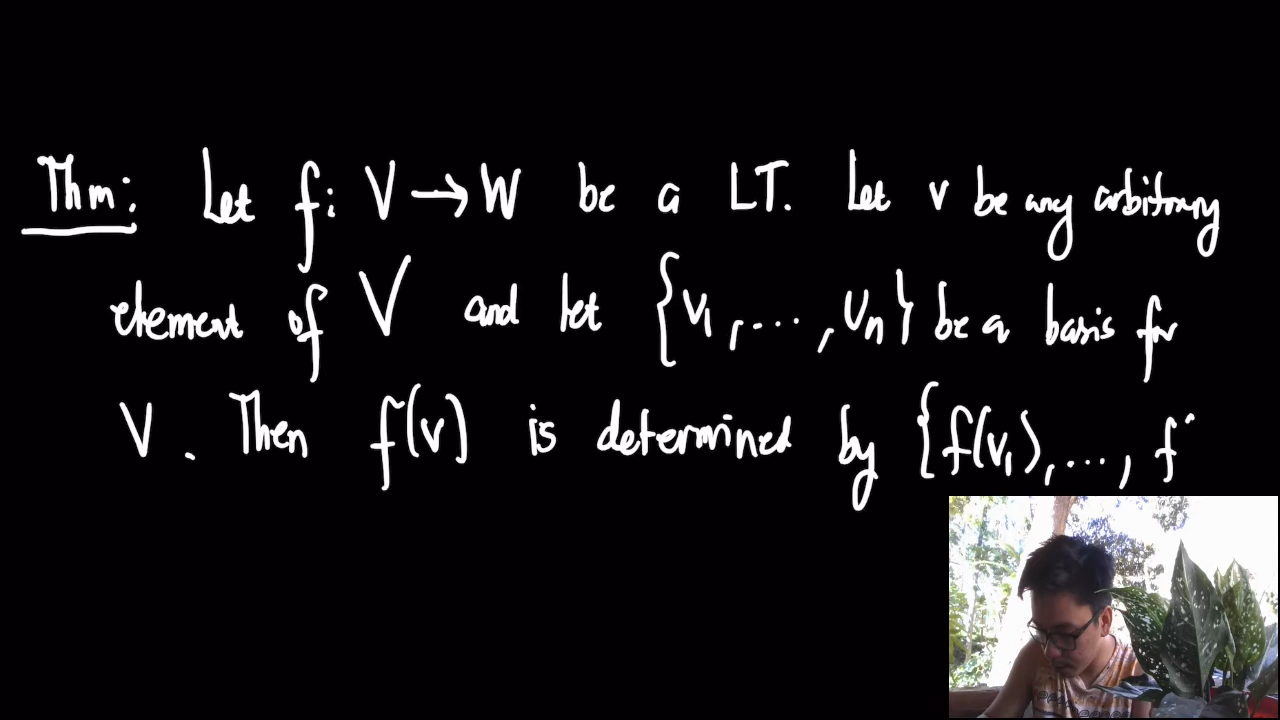 Thm: Let f: V → W be a LT. Let v be any arbitrary
element of V and let {v₁, ..., vₙ} be a basis for
V. Then f(v) is determined by {f(v₁), ..., f